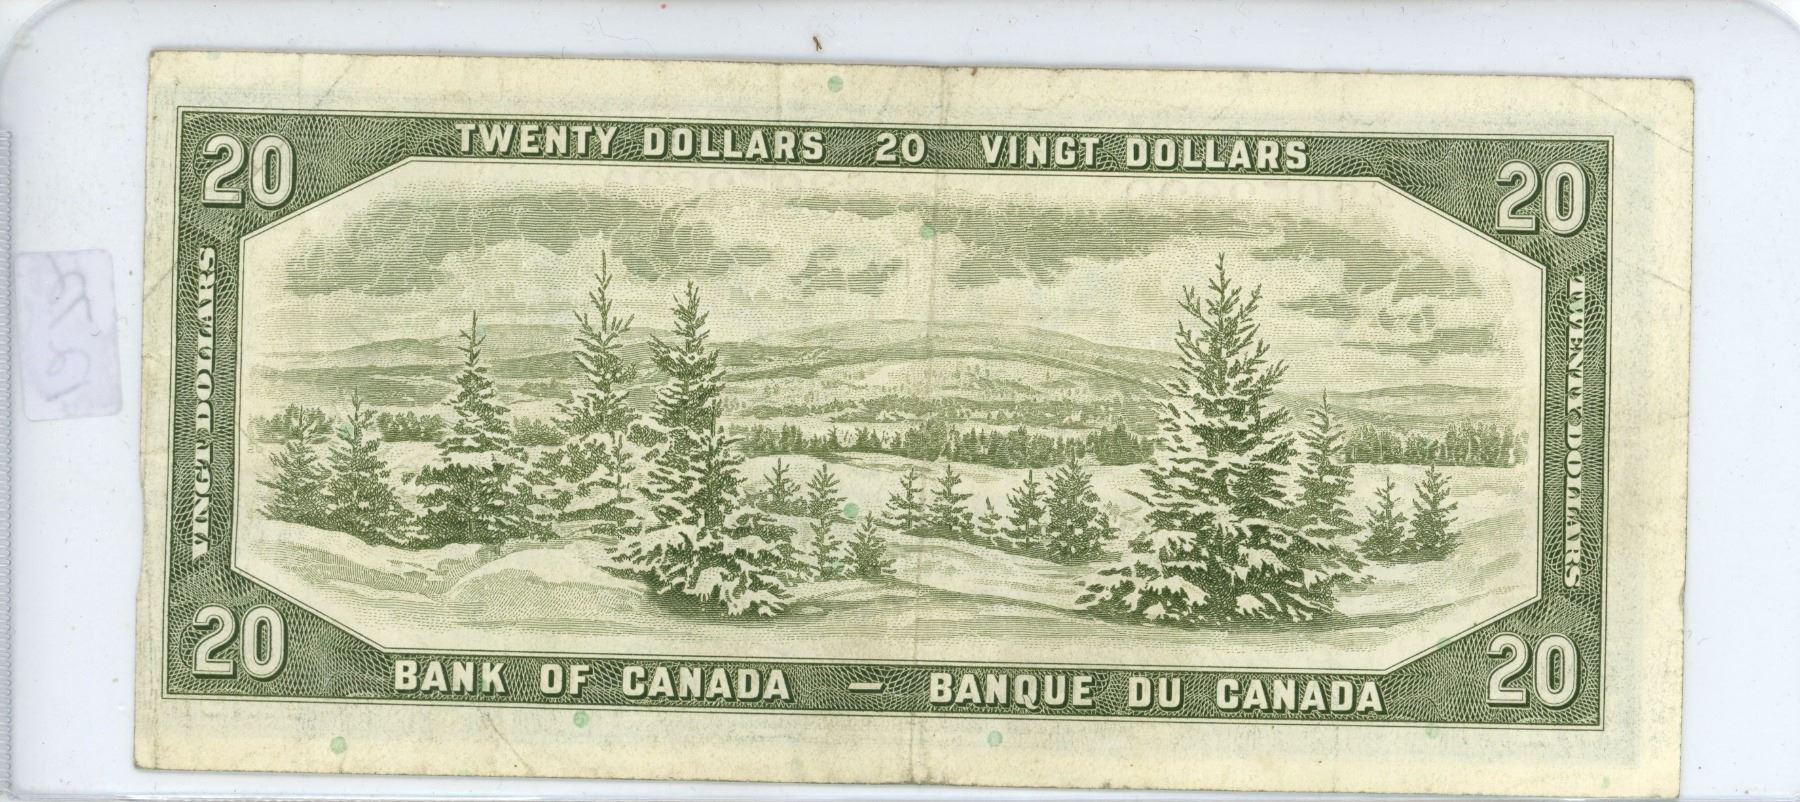 20 TWENTY DOLLARS 20 VINGT DOLLARS 20
VINGT DOLLARS
TWENTY DOLLARS
20 BANK OF CANADA — BANQUE DU CANADA 20